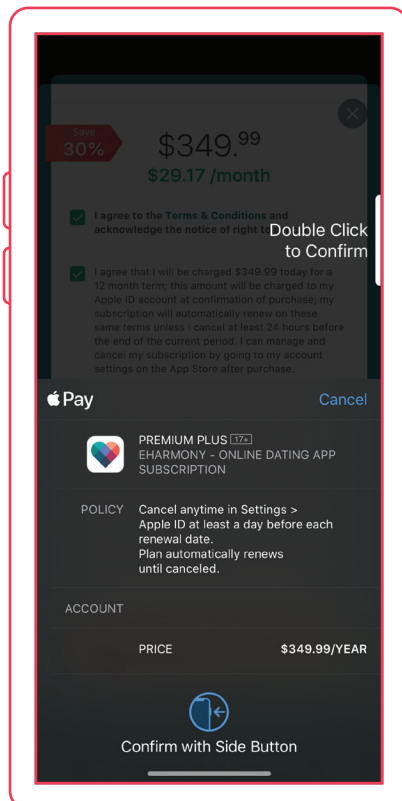 Save
30%
$349.99
$29.17 /month
I agree to the Terms & Conditions and
acknowledge the notice of right to
Double Click
to Confirm
I agree that I will be charged $349.99 today for a
12 month term; this amount will be charged to my
Apple ID account at confirmation of purchase; my
subscription will automatically renew on these
same terms unless I cancel at least 24 hours before
the end of the current period. I can manage and
cancel my subscription by going to my account
settings on the App Store after purchase.
Pay
Cancel
PREMIUM PLUS 17+
EHARMONY - ONLINE DATING APP
SUBSCRIPTION
POLICY
Cancel anytime in Settings >
Apple ID at least a day before each
renewal date.
Plan automatically renews
until canceled.
ACCOUNT
PRICE
$349.99/YEAR
Confirm with Side Button